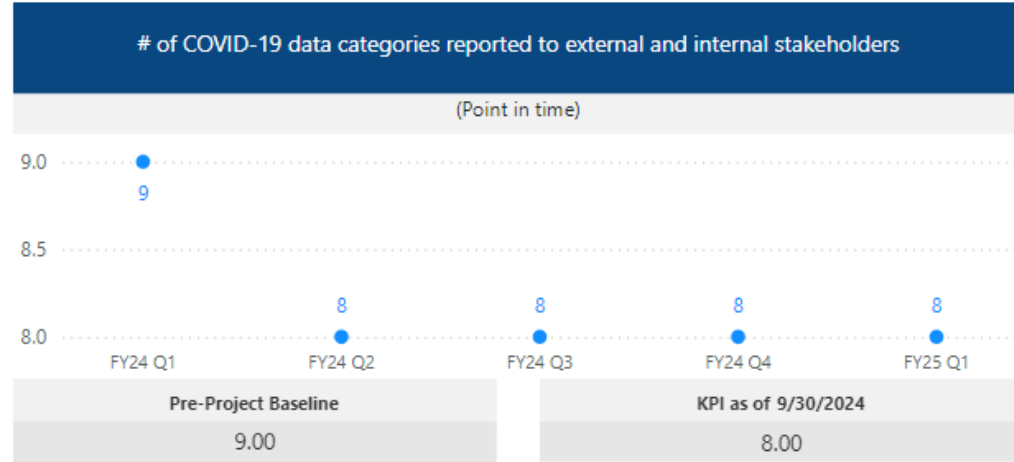 # of COVID-19 data categories reported to external and internal stakeholders
(Point in time)
9.0
9
8.5
8 8 8 8
8.0
FY24 Q1 FY24 Q2 FY24 Q3 FY24 Q4 FY25 Q1
Pre-Project Baseline KPI as of 9/30/2024
9.00 8.00